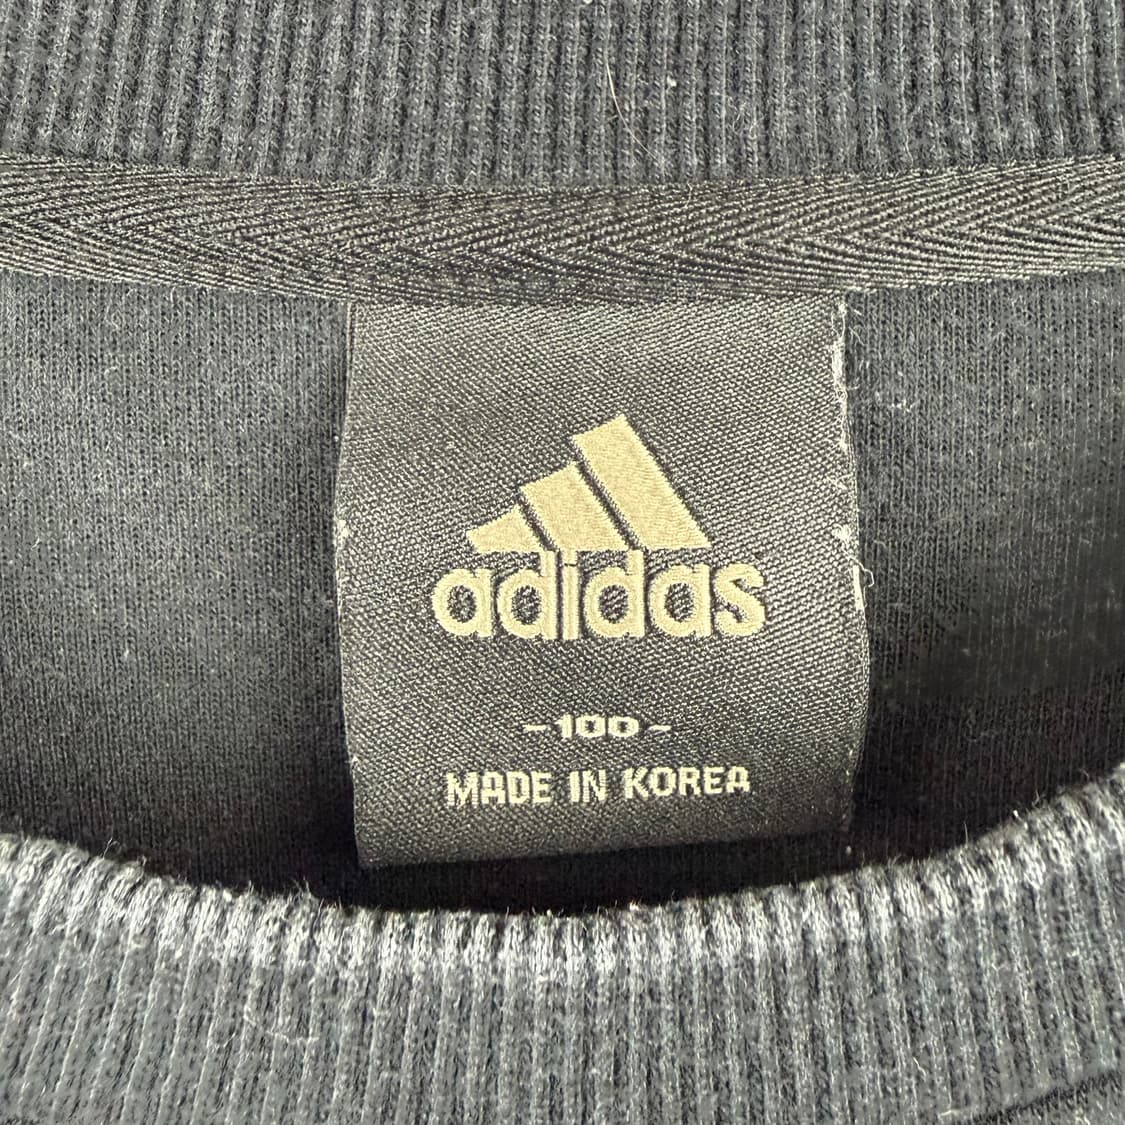 adidas
-100-
MADE IN KOREA